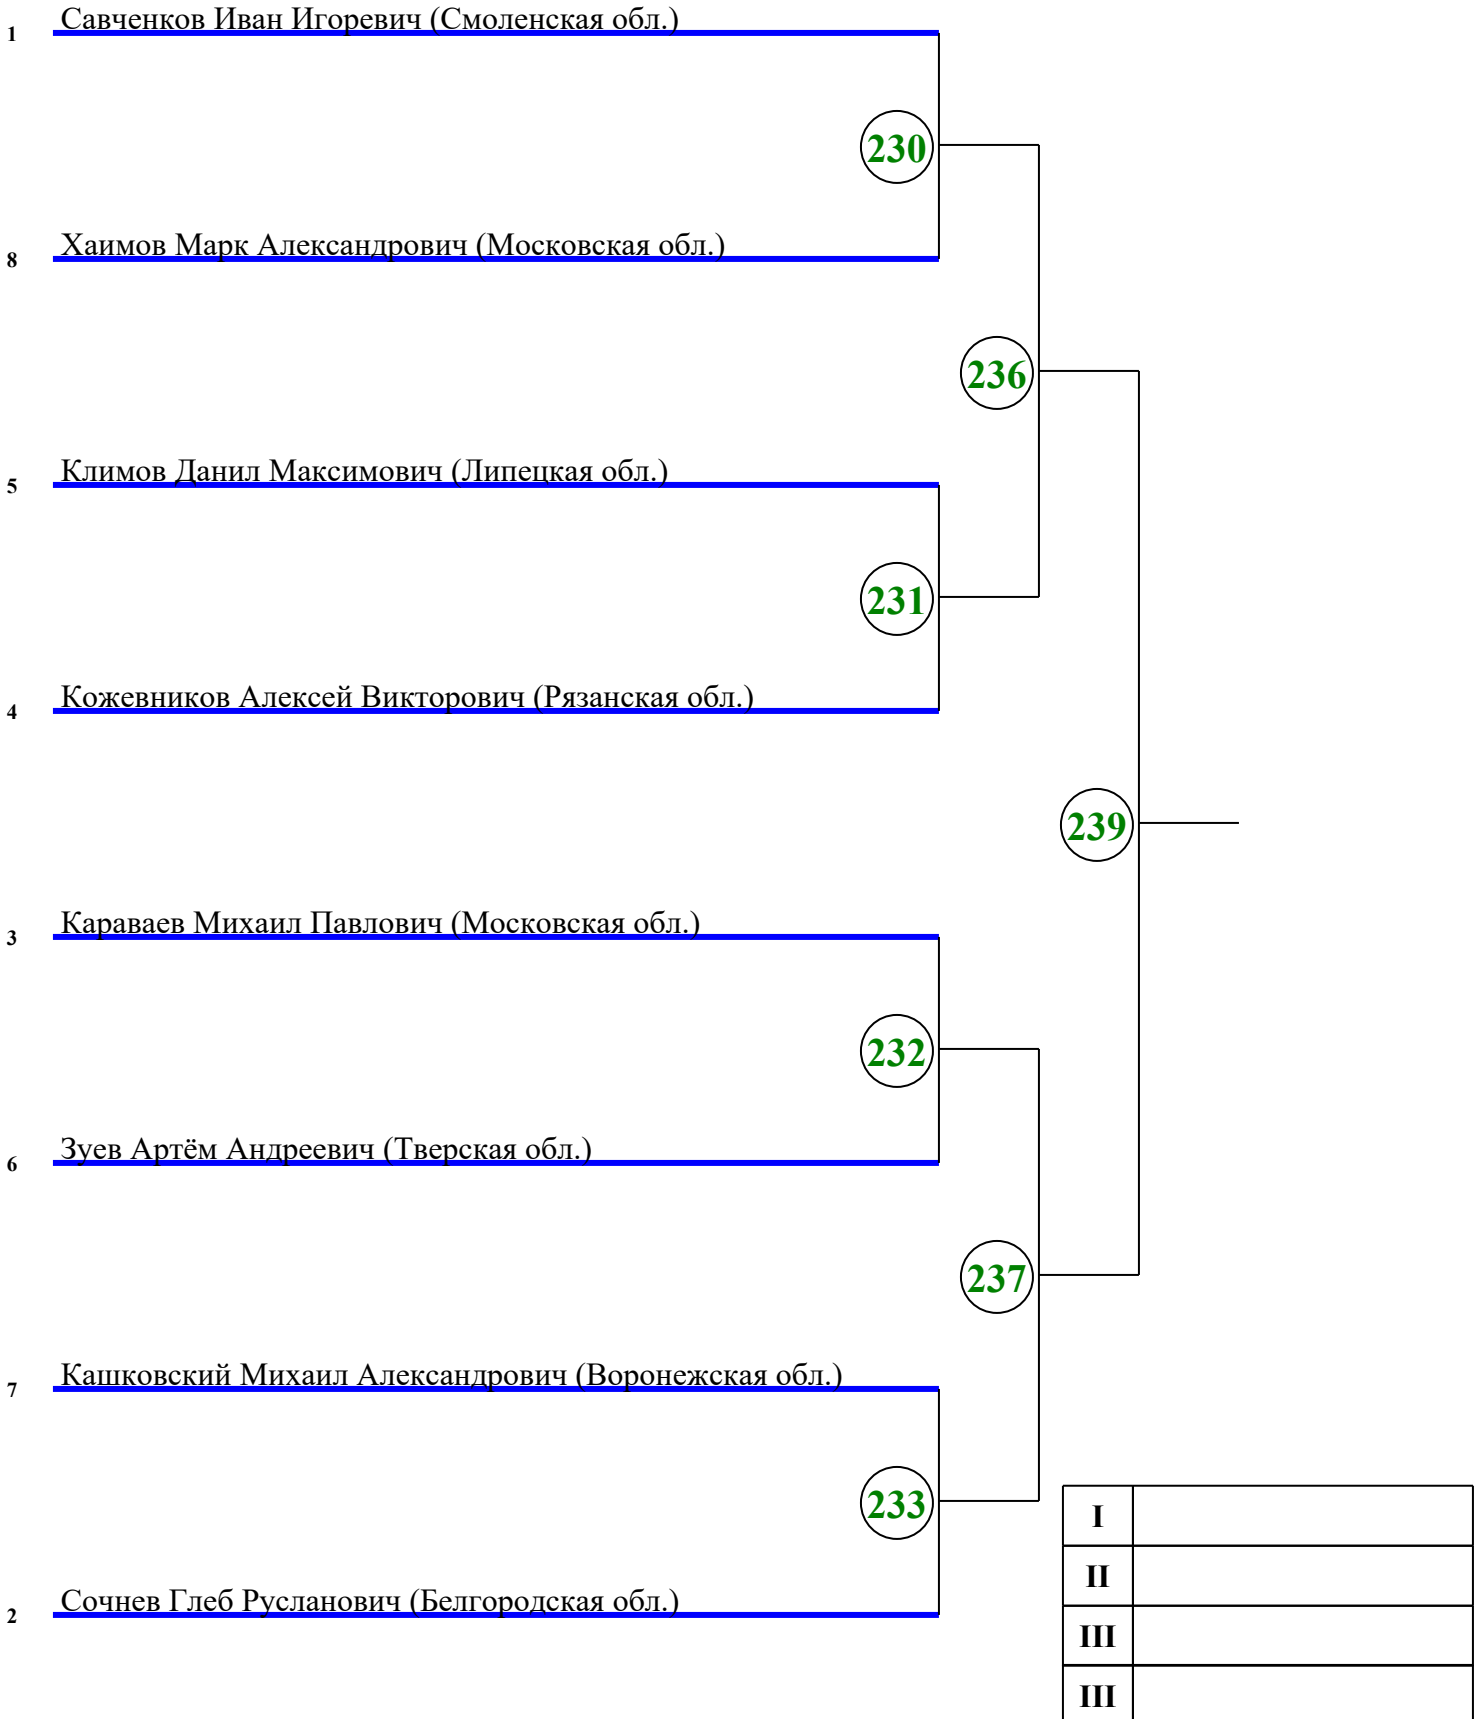 Савченков Иван Игоревич (Смоленская обл.)
1
230
Хаимов Марк Александрович (Московская обл.)
8
236
Климов Данил Максимович (Липецкая обл.)
5
231
Кожевников Алексей Викторович (Рязанская обл.)
4
239
Караваев Михаил Павлович (Московская обл.)
3
232
Зуев Артём Андреевич (Тверская обл.)
6
237
Кашковский Михаил Александрович (Воронежская обл.)
7
233
I
II
Сочнев Глеб Русланович (Белгородская обл.)
2
III
III